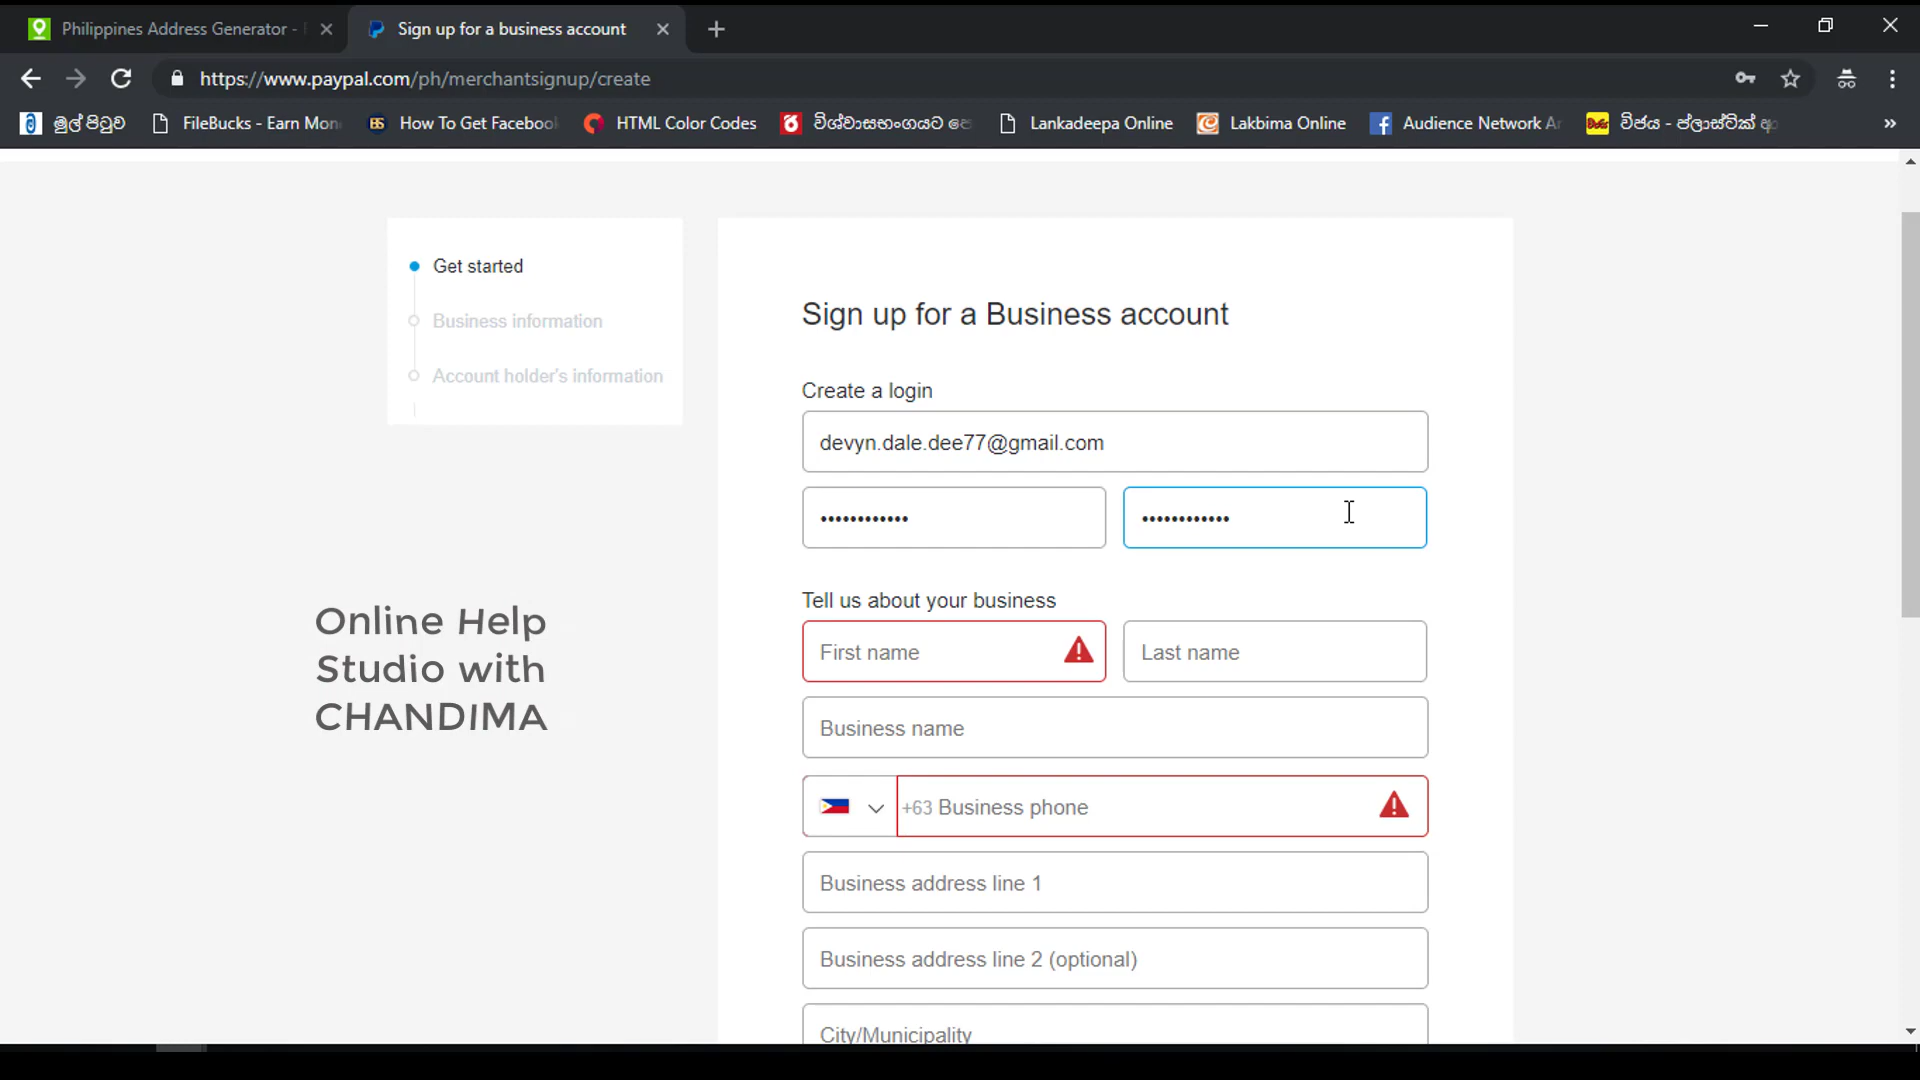 Philippines Address Generator -
Sign up for a business account
https://www.paypal.com/ph/merchantsignup/create
මුල් පිටුව
FileBucks - Earn Mon
BS
How To Get Faceboo
HTML Color Codes
විශ්වාසභංගයට
Lankadeepa Online
Lakbima Online
Audience Network A
විජය - ප්ලාස්ටික්
»
Get started
Business information
Account holder's information
Sign up for a Business account
Create a login
devyn.dale.dee77@gmail.com
••••••••••••
••••••••••••
Tell us about your business
First name
Last name
Business name
+63 Business phone
Business address line 1
Business address line 2 (optional)
City/Municipality
Online Help
Studio with
CHANDIMA